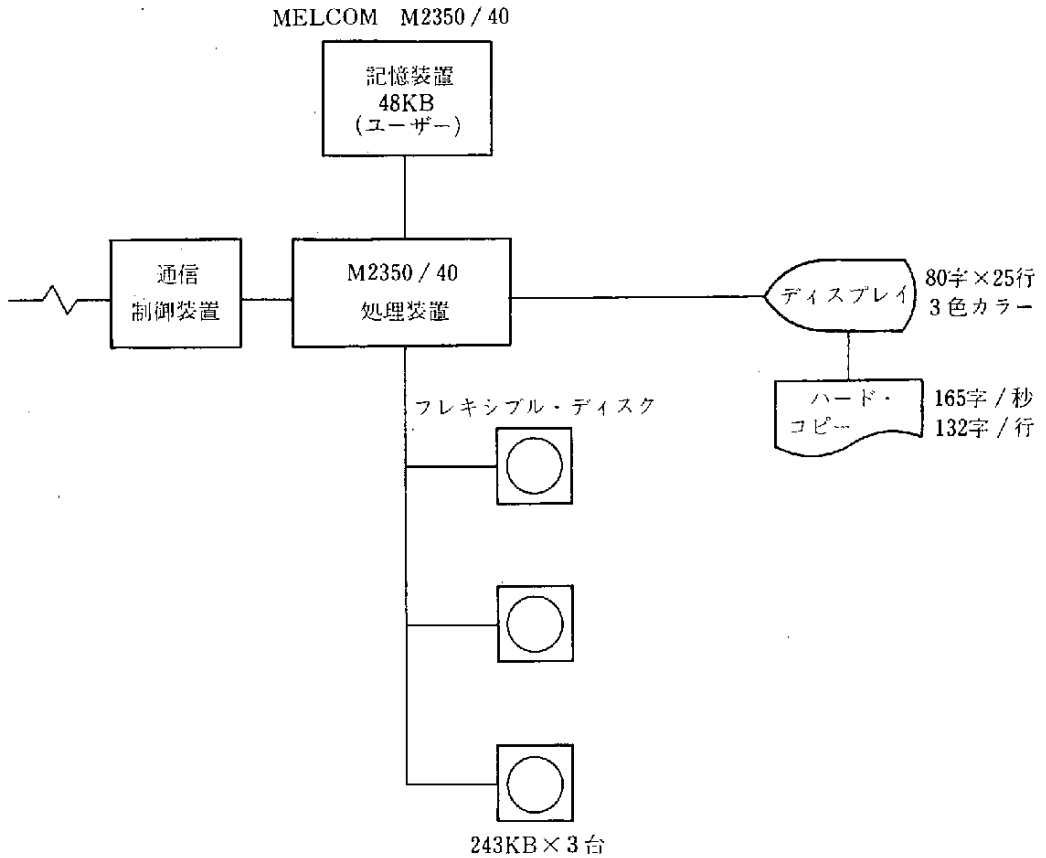 MELCOM M2350/40
記憶装置
48KB
(ユーザー)
通信
制御装置
M2350/40
処理装置
ディスプレイ
80字×25行
3色カラー
ハード・
コピー
165字/秒
132字/行
フレキシブル・ディスク
243KB×3台